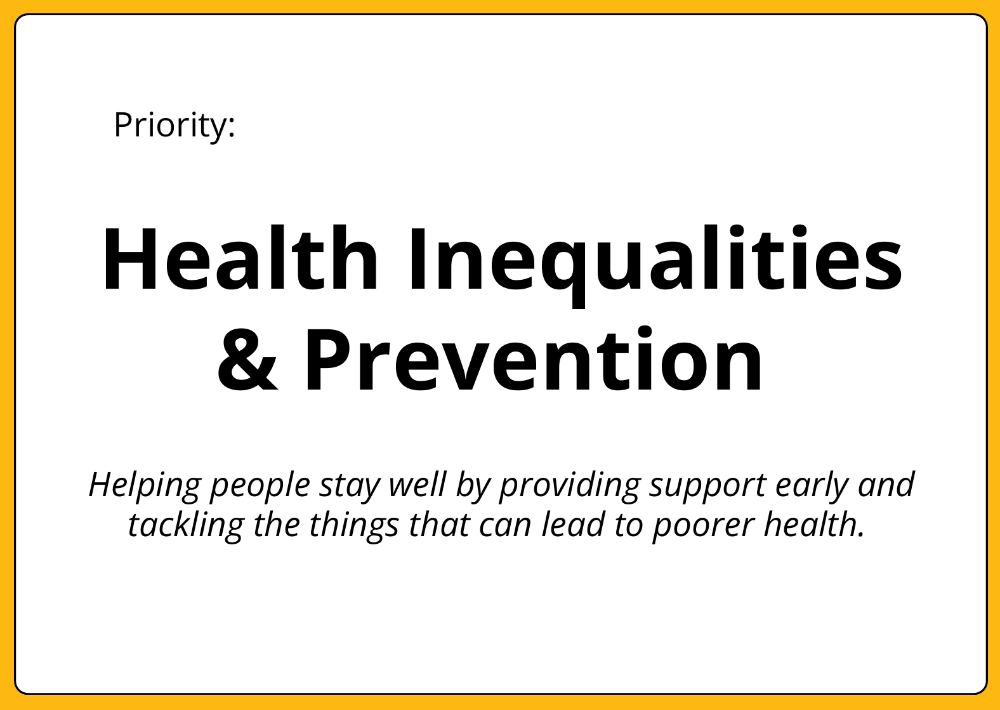 Priority:
Health Inequalities
& Prevention
Helping people stay well by providing support early and
tackling the things that can lead to poorer health.